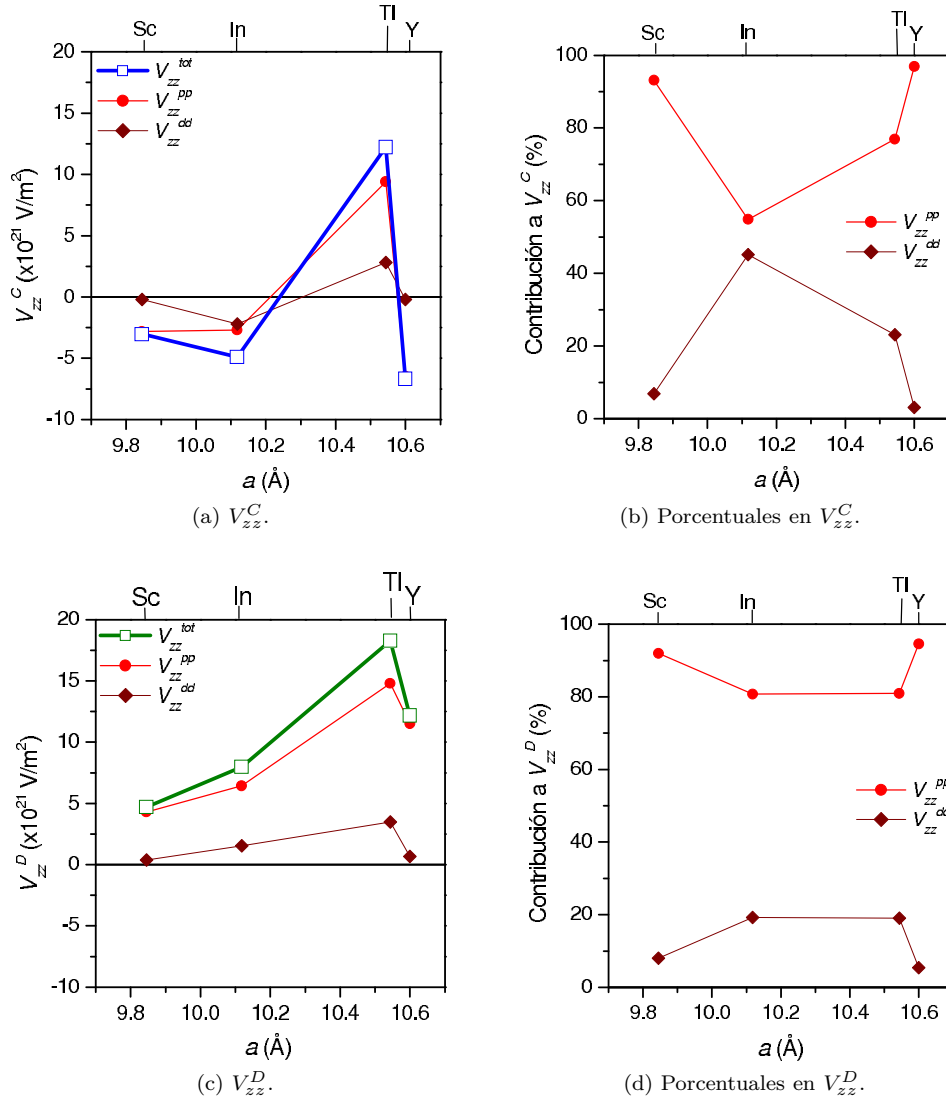 Sc In Tl Y
V_zz^tot
V_zz^pp
V_zz^dd
V_zz^C (x10^21 V/m^2)
20
15
10
5
0
-5
-10
9.8 10.0 10.2 10.4 10.6
a (Å)
(a) V_zz^C.
Sc In Tl Y
Contribución a V_zz^C (%)
100
80
60
40
20
0
V_zz^pp
V_zz^dd
9.8 10.0 10.2 10.4 10.6
a (Å)
(b) Porcentuales en V_zz^C.
Sc In Tl Y
V_zz^tot
V_zz^pp
V_zz^dd
V_zz^D (x10^21 V/m^2)
20
15
10
5
0
-5
-10
9.8 10.0 10.2 10.4 10.6
a (Å)
(c) V_zz^D.
Sc In Tl Y
Contribución a V_zz^D (%)
100
80
60
40
20
0
V_zz^pp
V_zz^dd
9.8 10.0 10.2 10.4 10.6
a (Å)
(d) Porcentuales en V_zz^D.